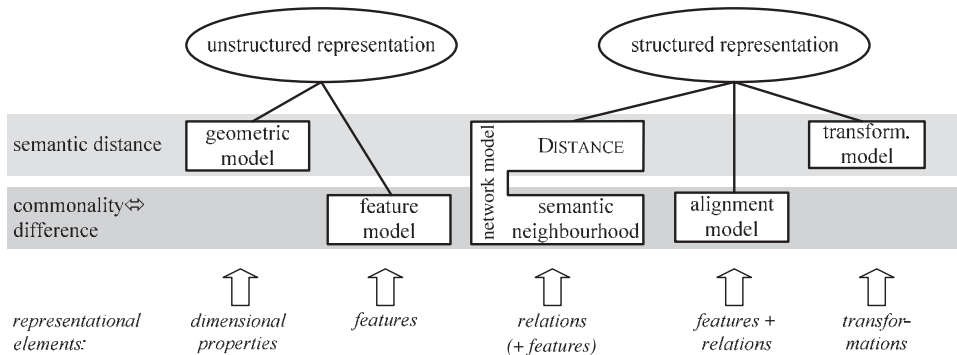 unstructured representation
structured representation
semantic distance
geometric
model
network model
DISTANCE
transform.
model
commonality⇔
difference
feature
model
semantic
neighbourhood
alignment
model
representational
elements:
dimensional
properties
features
relations
(+ features)
features +
relations
transfor-
mations